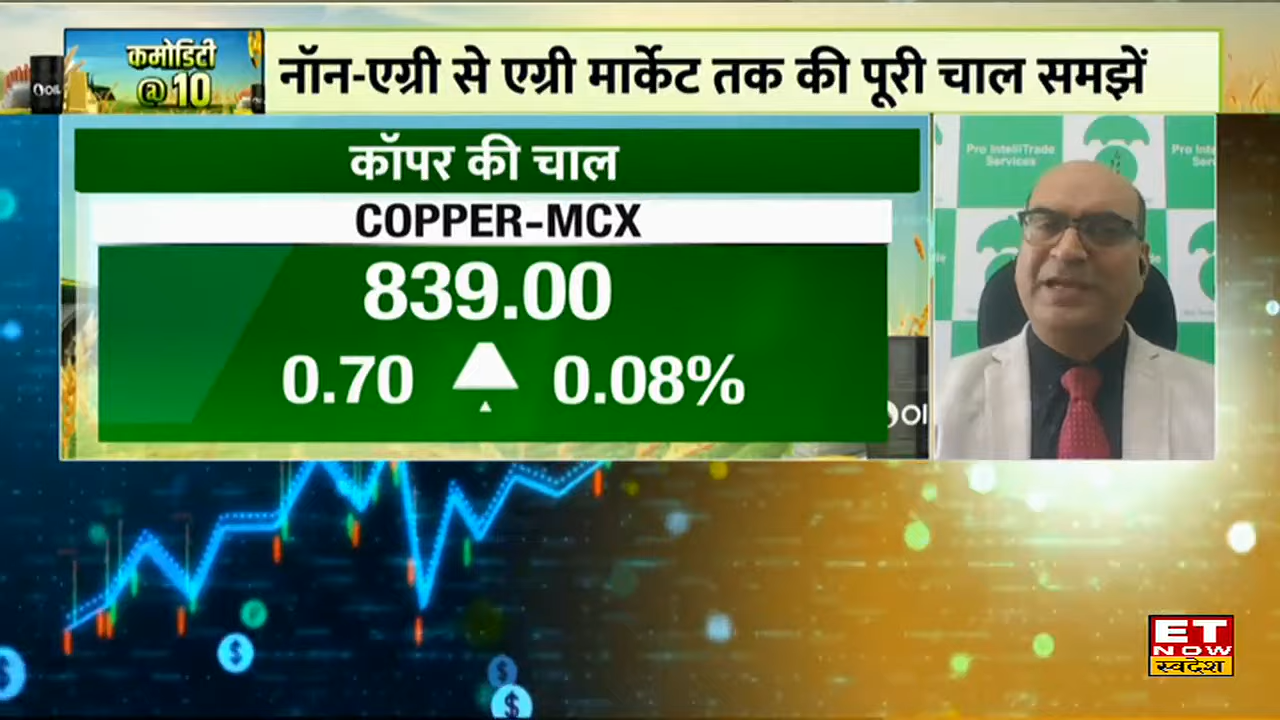 कमोडिटी
@10
OIL
नॉन-एग्री से एग्री मार्केट तक की पूरी चाल समझें
कॉपर की चाल
COPPER-MCX
839.00
0.70 0.08%
Pro IntelliTrade
Services
ET
NOW
स्वदेश